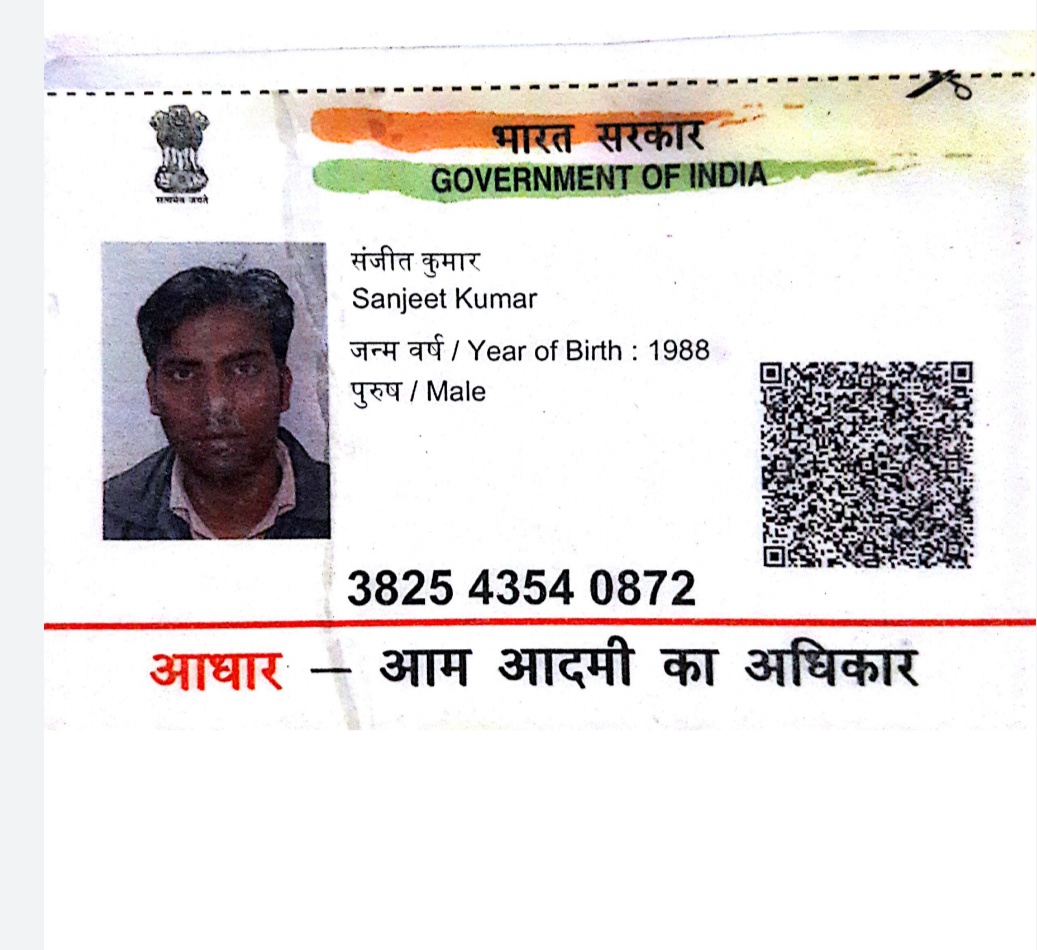 भारत सरकार
GOVERNMENT OF INDIA
सत्यमेव जयते
संजीत कुमार
Sanjeet Kumar
जन्म वर्ष / Year of Birth : 1988
पुरुष / Male
3825 4354 0872
आधार — आम आदमी का अधिकार